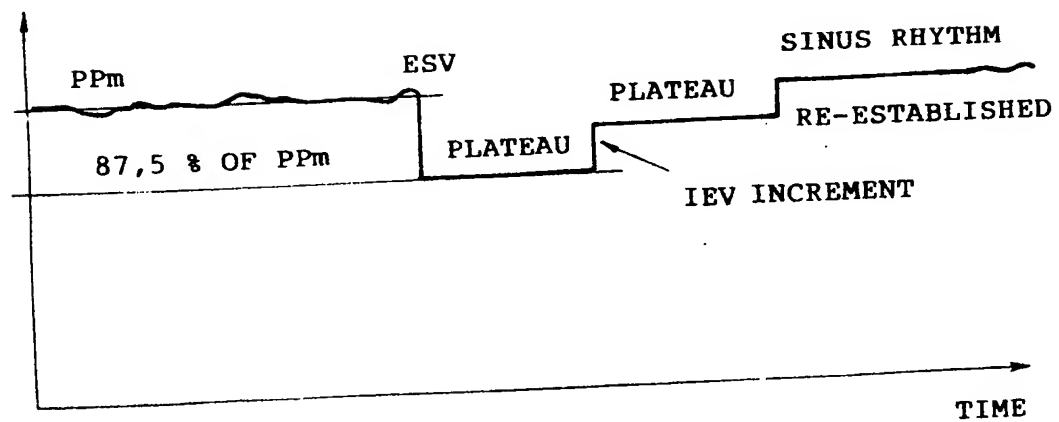 SINUS RHYTHM
PPm
ESV
PLATEAU
RE-ESTABLISHED
87,5 % OF PPm
PLATEAU
IEV INCREMENT
TIME